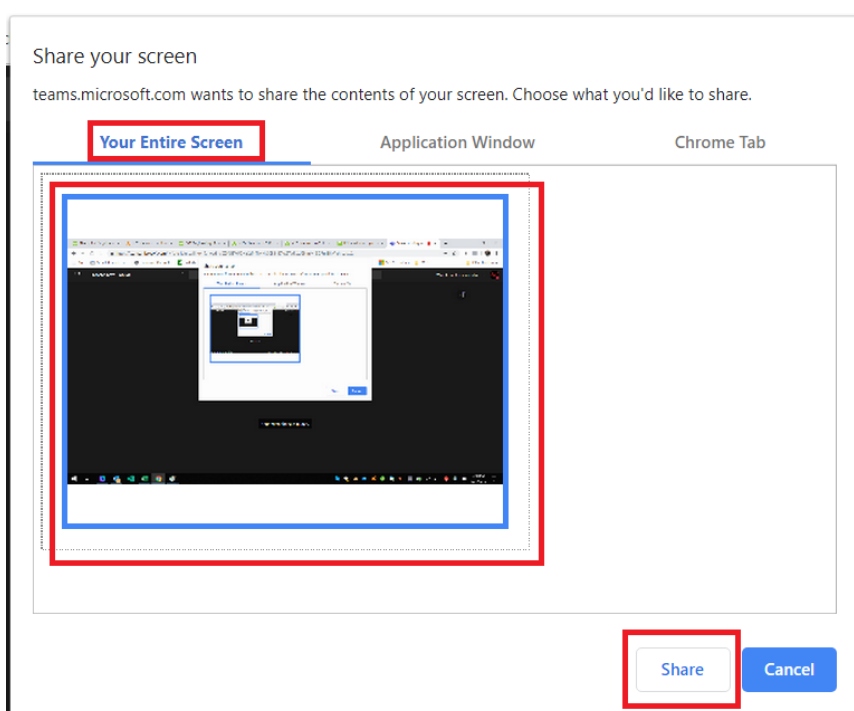 Share your screen
teams.microsoft.com wants to share the contents of your screen. Choose what you'd like to share.
Your Entire Screen Application Window Chrome Tab
Share Cancel